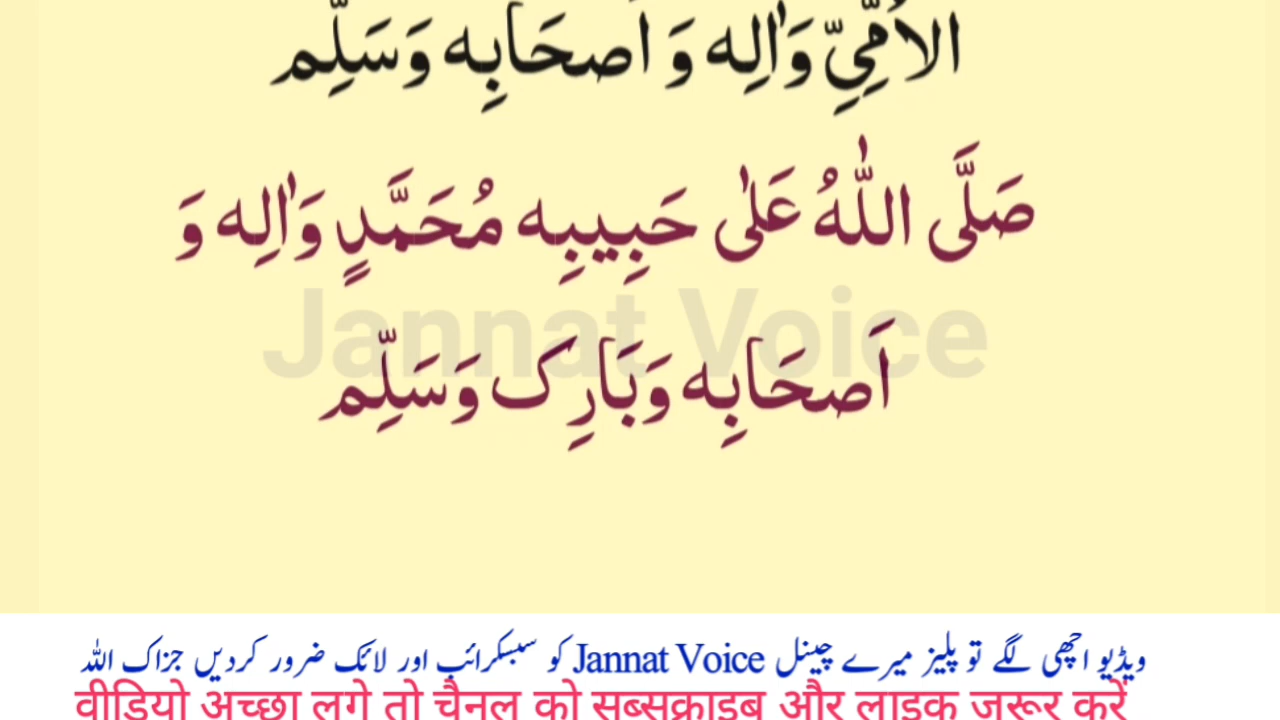 الاُمِّیِّ وَاٰلِه وَ اَصحَابِه وَسَلِّم
صَلَّی اللّٰهُ عَلٰی حَبِیبِه مُحَمَّدٍ وَاٰلِه وَ
Jannat Voice
اَصحَابِه وَبَارِک وَسَلِّم
ویڈیو اچھی لگے تو پلیز میرے چینل Jannat Voice کو سبسکرائب اور لائک ضرور کردیں جزاک اللہ
वीडियो अच्छा लगे तो चैनल को सब्सक्राइब और लाइक जरूर करें